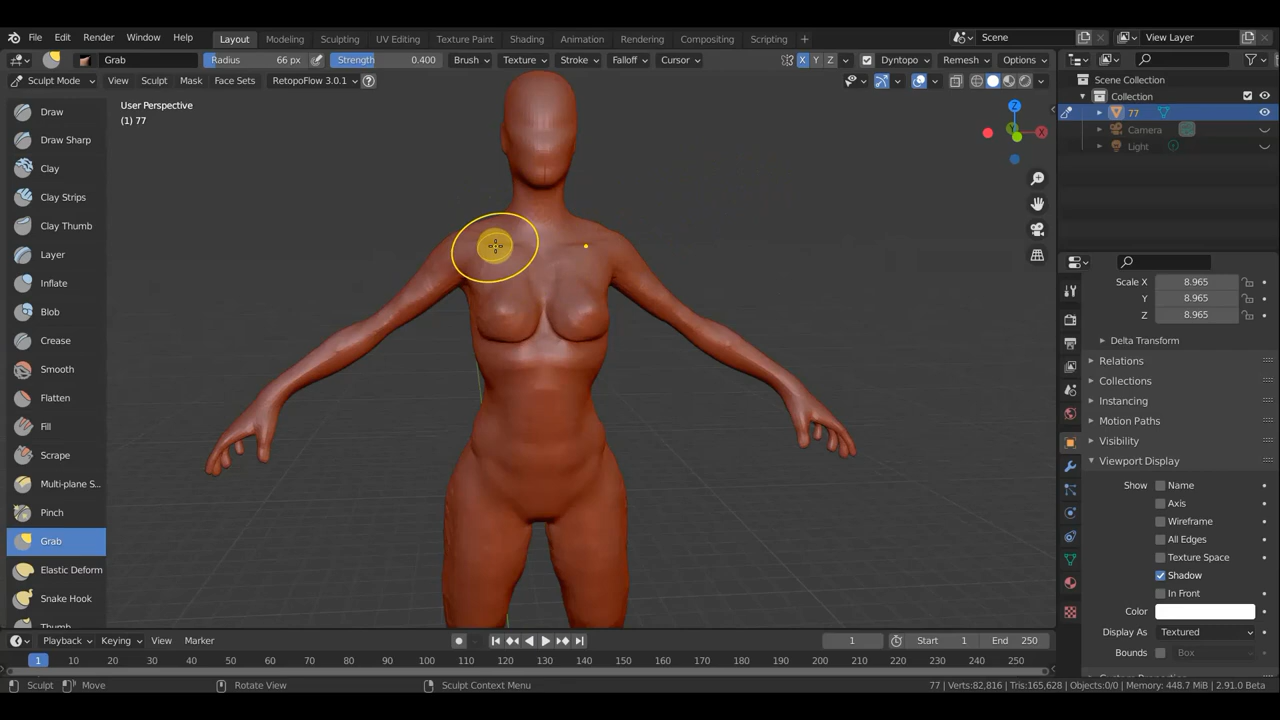 File Edit Render Window Help Layout Modeling Sculpting UV Editing Texture Paint Shading Animation Rendering Compositing Scripting + Scene View Layer
Grab Radius 66 px Strength 0.400 Brush Texture Stroke Falloff Cursor X Y Z Dyntopo Remesh Options
Sculpt Mode View Sculpt Mask Face Sets RetopoFlow 3.0.1
User Perspective
(1) 77
Draw
Draw Sharp
Clay
Clay Strips
Clay Thumb
Layer
Inflate
Blob
Crease
Smooth
Flatten
Fill
Scrape
Multi-plane S...
Pinch
Grab
Elastic Deform
Snake Hook
Thumb
Z
Y
X
Scene Collection
Collection
77
Camera
Light
Scale X 8.965
Y 8.965
Z 8.965
Delta Transform
Relations
Collections
Instancing
Motion Paths
Visibility
Viewport Display
Show Name
Axis
Wireframe
All Edges
Texture Space
Shadow
In Front
Color
Display As Textured
Bounds Box
Custom Properties
Playback Keying View Marker 1 Start 1 End 250
1 10 20 30 40 50 60 70 80 90 100 110 120 130 140 150 160 170 180 190 200 210 220 230 240 250
Sculpt Move Rotate View Sculpt Context Menu 77 | Verts:82,816 | Tris:165,628 | Objects:0/0 | Memory: 448.7 MiB | 2.91.0 Beta